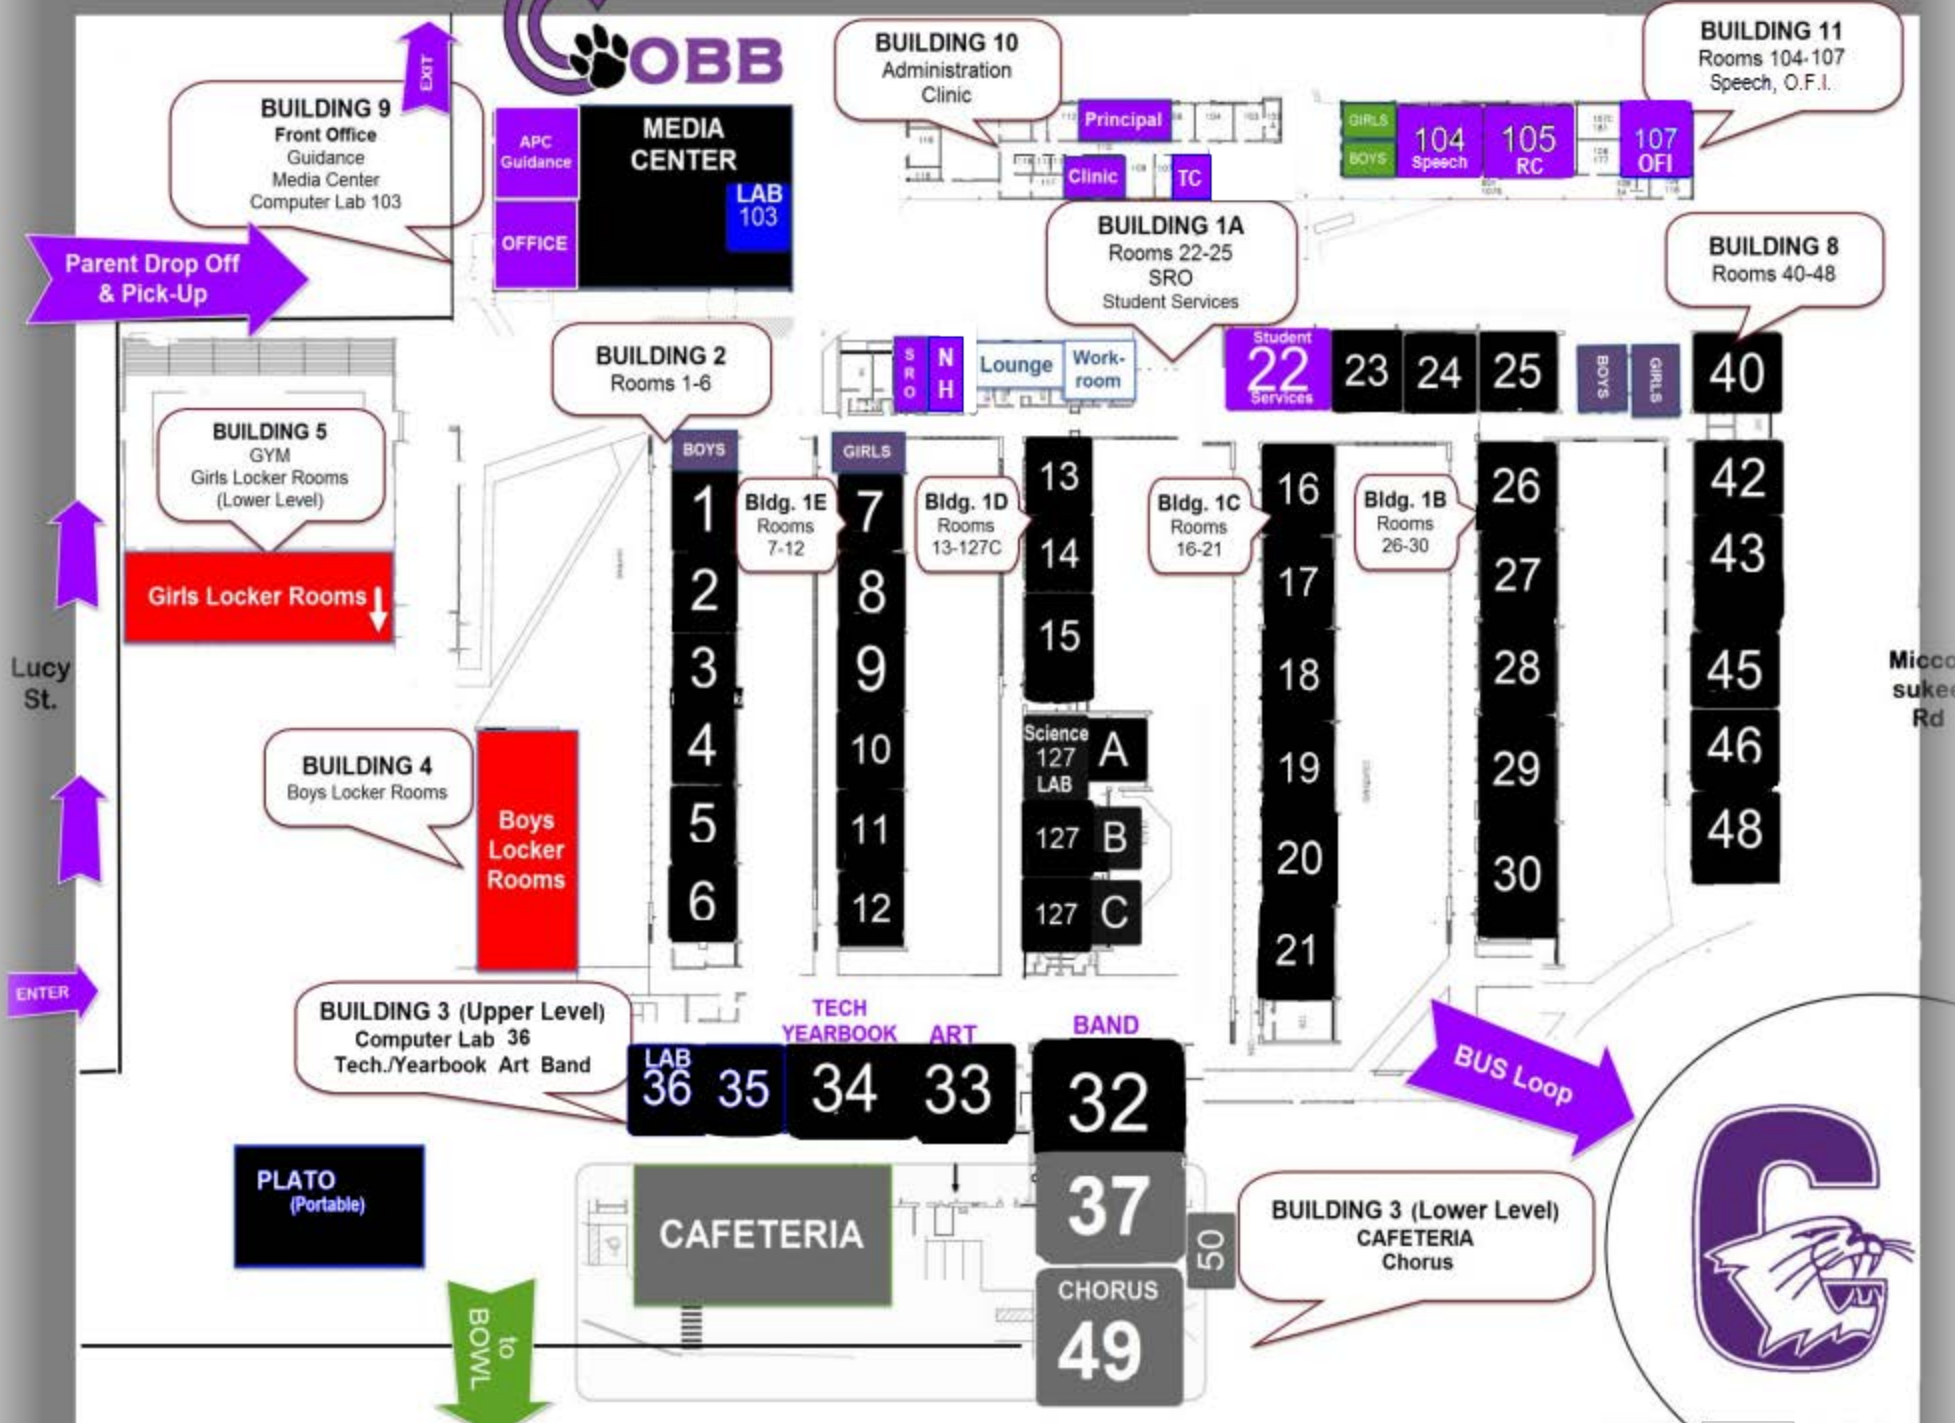 COBB
EXIT
BUILDING 9
Front Office
Guidance
Media Center
Computer Lab 103
APC
Guidance
OFFICE
MEDIA
CENTER
LAB
103
BUILDING 10
Administration
Clinic
Principal
Clinic
TC
BUILDING 11
Rooms 104-107
Speech, O.F.I.
GIRLS
BOYS
104
Speech
105
RC
107
OFI
Parent Drop Off
& Pick-Up
BUILDING 1A
Rooms 22-25
SRO
Student Services
BUILDING 8
Rooms 40-48
BUILDING 2
Rooms 1-6
SRO
NH
Lounge
Work-
room
Student
22
Services
23
24
25
BOYS
GIRLS
40
BUILDING 5
GYM
Girls Locker Rooms
(Lower Level)
Girls Locker Rooms
BOYS
1
2
3
4
5
6
Bldg. 1E
Rooms
7-12
GIRLS
7
8
9
10
11
12
Bldg. 1D
Rooms
13-127C
13
14
15
Science
127
LAB
A
127
B
127
C
Bldg. 1C
Rooms
16-21
16
17
18
19
20
21
Bldg. 1B
Rooms
26-30
26
27
28
29
30
42
43
45
46
48
Lucy
St.
Micco
sukee
Rd
BUILDING 4
Boys Locker Rooms
Boys
Locker
Rooms
ENTER
BUILDING 3 (Upper Level)
Computer Lab 36
Tech./Yearbook Art Band
TECH
YEARBOOK
ART
BAND
LAB
36
35
34
33
32
BUS Loop
PLATO
(Portable)
CAFETERIA
37
50
CHORUS
49
BUILDING 3 (Lower Level)
CAFETERIA
Chorus
to
BOWL
C